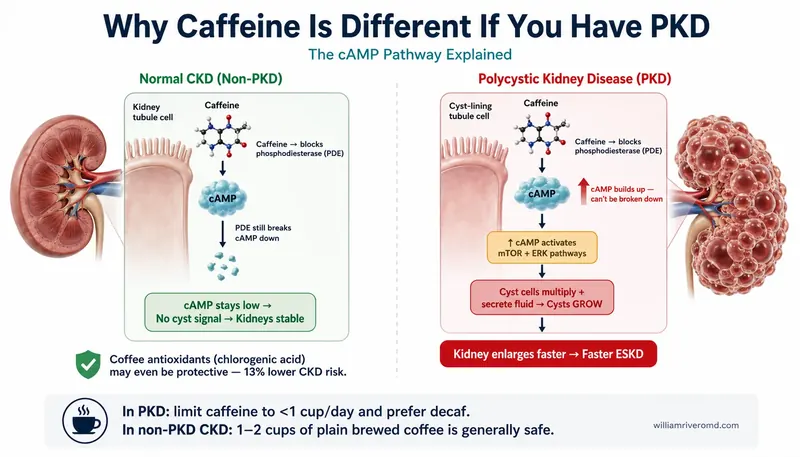 Why Caffeine Is Different If You Have PKD
The cAMP Pathway Explained
Normal CKD (Non-PKD)
Kidney
tubule cell
Caffeine
Caffeine → blocks
phosphodiesterase (PDE)
cAMP
PDE still breaks
cAMP down
cAMP stays low →
No cyst signal → Kidneys stable
Coffee antioxidants (chlorogenic acid)
may even be protective — 13% lower CKD risk.
Polycystic Kidney Disease (PKD)
Cyst-lining
tubule cell
Caffeine
Caffeine → blocks
phosphodiesterase (PDE)
cAMP
cAMP builds up —
can't be broken down
↑ cAMP activates
mTOR + ERK pathways
Cyst cells multiply +
secrete fluid → Cysts GROW
Kidney enlarges faster → Faster ESKD
In PKD: limit caffeine to <1 cup/day and prefer decaf.
In non-PKD CKD: 1–2 cups of plain brewed coffee is generally safe.
williamriveromd.com